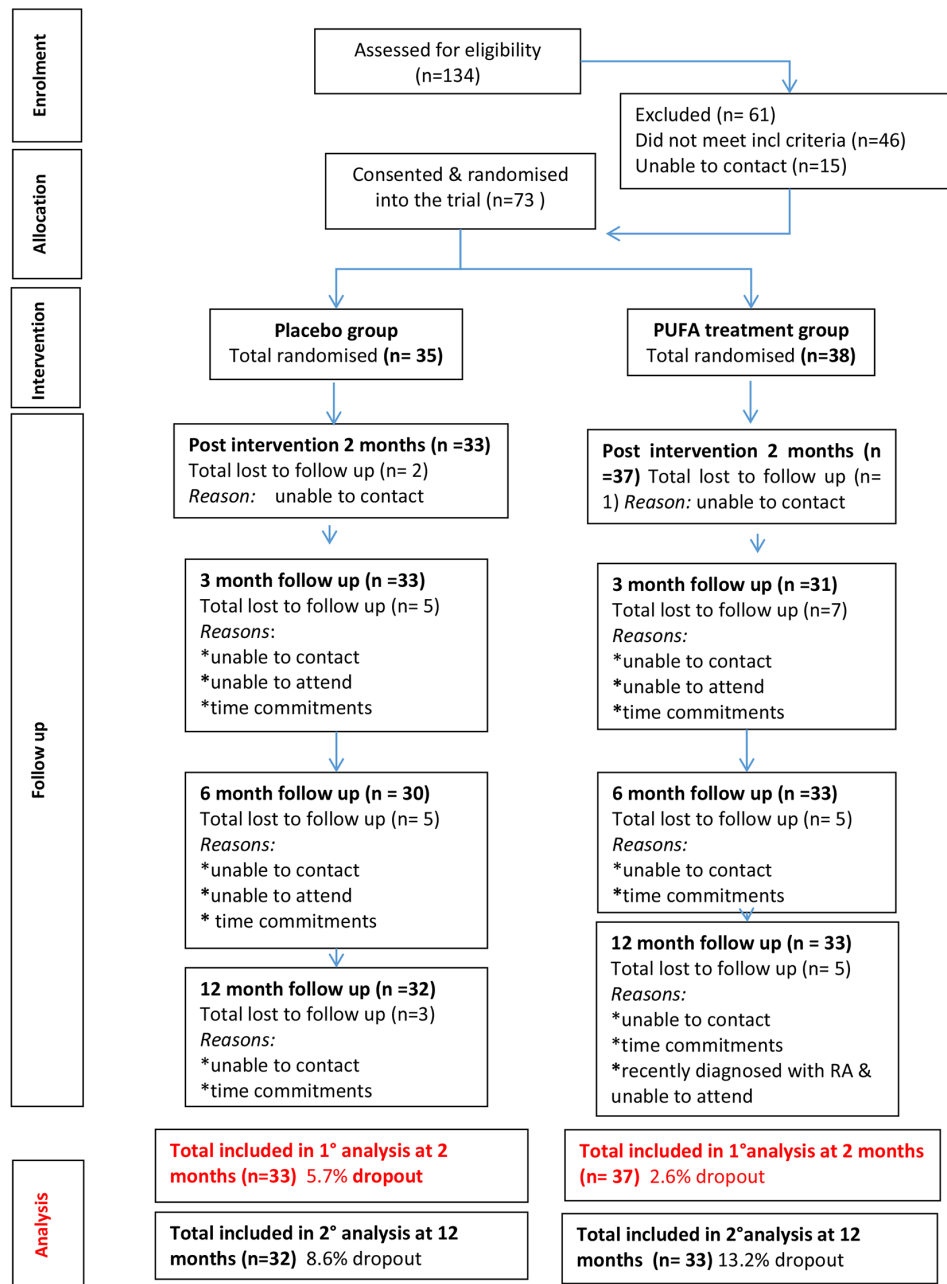 Enrolment
Assessed for eligibility
(n=134)
Excluded (n= 61)
Did not meet incl criteria (n=46)
Unable to contact (n=15)
Allocation
Consented & randomised
into the trial (n=73 )
Intervention
Placebo group
Total randomised (n= 35)
PUFA treatment group
Total randomised (n=38)
Follow up
Post intervention 2 months (n =33)
Total lost to follow up (n= 2)
Reason: unable to contact
Post intervention 2 months (n
=37) Total lost to follow up (n=
1) Reason: unable to contact
3 month follow up (n =33)
Total lost to follow up (n= 5)
Reasons:
*unable to contact
*unable to attend
*time commitments
3 month follow up (n =31)
Total lost to follow up (n=7)
Reasons:
*unable to contact
*unable to attend
*time commitments
6 month follow up (n = 30)
Total lost to follow up (n= 5)
Reasons:
*unable to contact
*unable to attend
* time commitments
6 month follow up (n =33)
Total lost to follow up (n= 5)
Reasons:
*unable to contact
*time commitments
12 month follow up (n =32)
Total lost to follow up (n=3)
Reasons:
*unable to contact
*time commitments
12 month follow up (n = 33)
Total lost to follow up (n= 5)
Reasons:
*unable to contact
*time commitments
*recently diagnosed with RA &
unable to attend
Analysis
Total included in 1° analysis at 2
months (n=33) 5.7% dropout
Total included in 1°analysis at 2 months
(n= 37) 2.6% dropout
Total included in 2° analysis at 12
months (n=32) 8.6% dropout
Total included in 2°analysis at 12
months (n= 33) 13.2% dropout